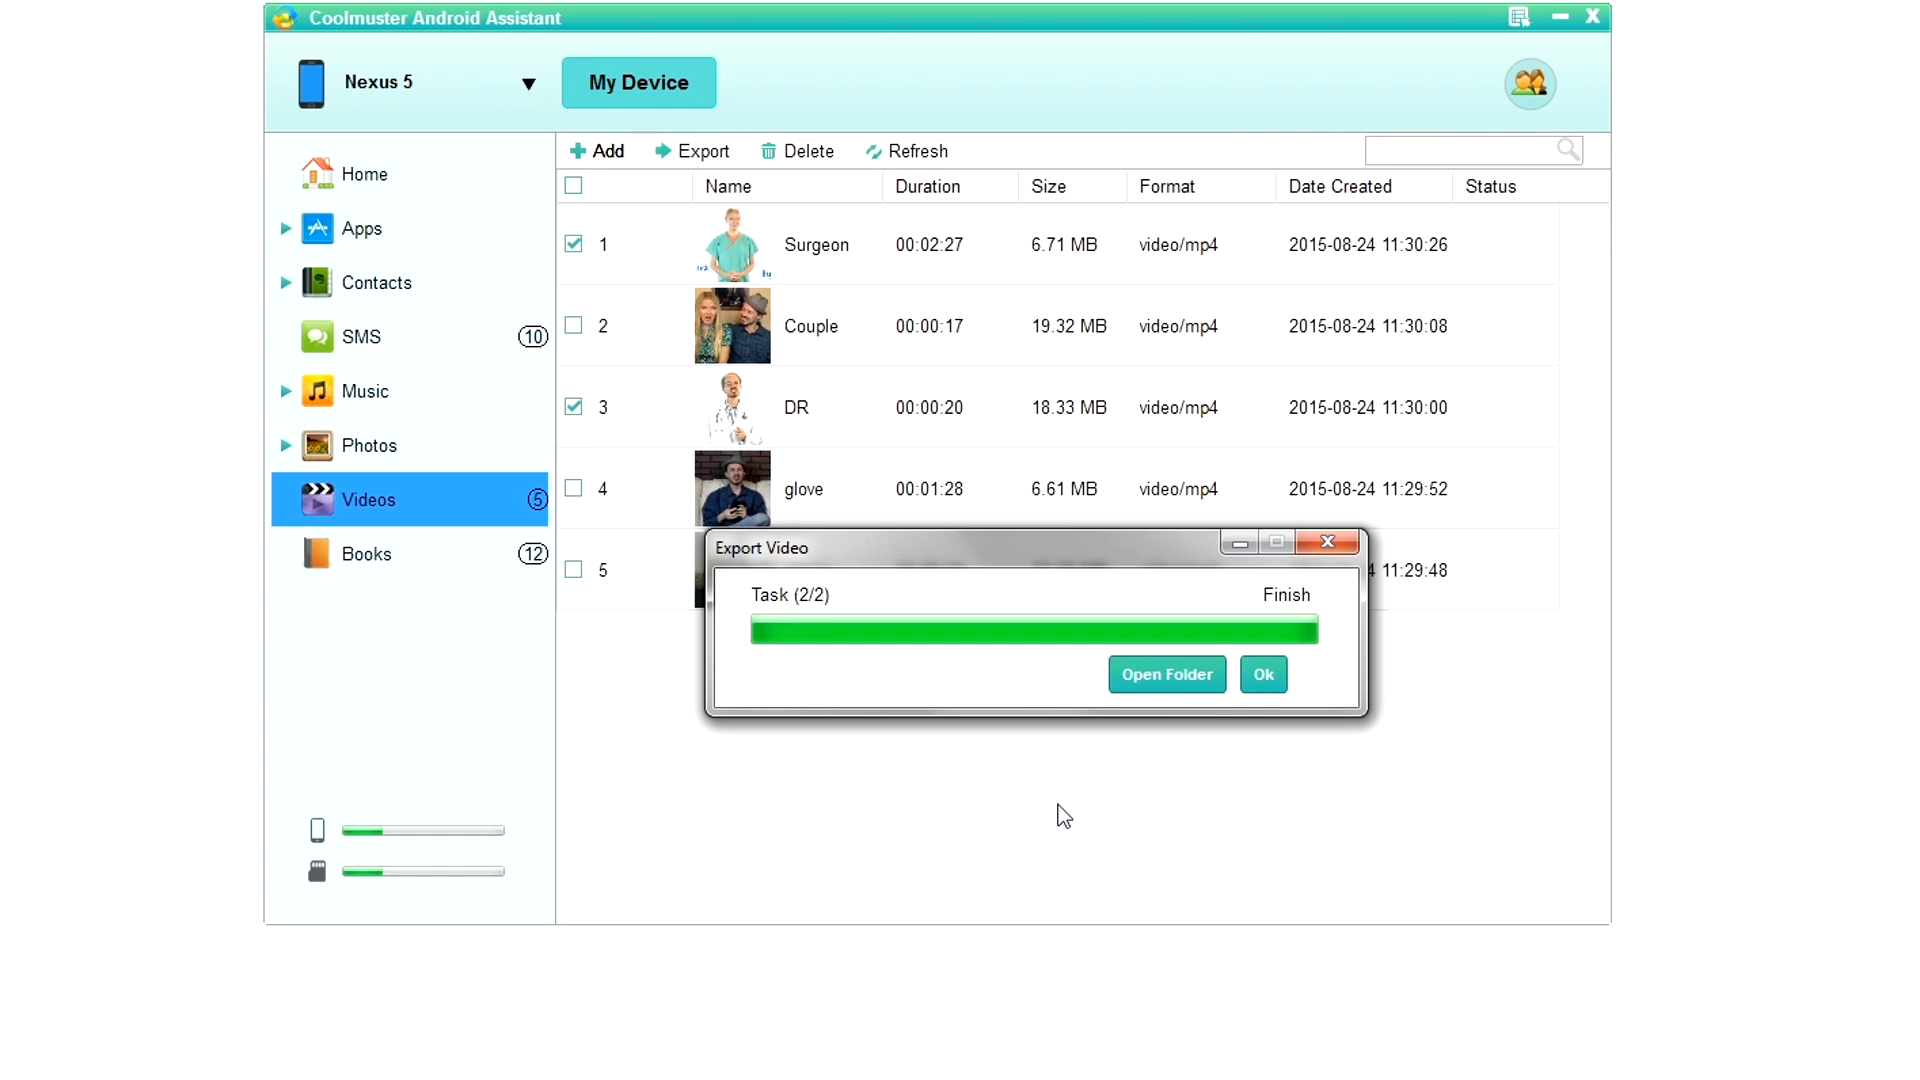 Coolmuster Android Assistant
Nexus 5
My Device
Home
Apps
Contacts
SMS 10
Music
Photos
Videos 5
Books 12
Add Export Delete Refresh
Name Duration Size Format Date Created Status
1 Surgeon 00:02:27 6.71 MB video/mp4 2015-08-24 11:30:26
2 Couple 00:00:17 19.32 MB video/mp4 2015-08-24 11:30:08
3 DR 00:00:20 18.33 MB video/mp4 2015-08-24 11:30:00
4 glove 00:01:28 6.61 MB video/mp4 2015-08-24 11:29:52
5 4 11:29:48
Export Video
Task (2/2) Finish
Open Folder Ok